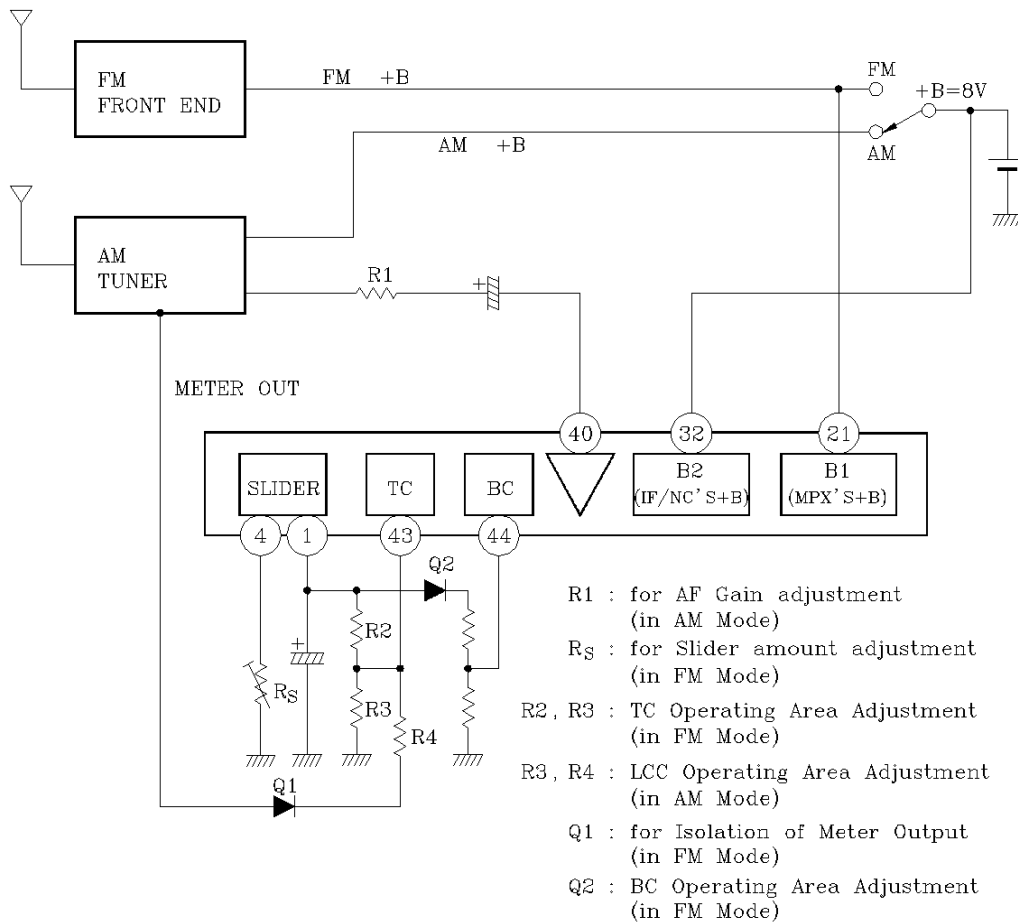 FM
FRONT END
FM +B
FM
+B=8V
AM +B
AM
AM
TUNER
R1
+
METER OUT
40
32
21
SLIDER
TC
BC
B2
(IF/NC'S+B)
B1
(MPX'S+B)
4
1
43
44
Q2
+
R2
RS
R3
R4
Q1
R1 : for AF Gain adjustment
(in AM Mode)
RS : for Slider amount adjustment
(in FM Mode)
R2, R3 : TC Operating Area Adjustment
(in FM Mode)
R3, R4 : LCC Operating Area Adjustment
(in AM Mode)
Q1 : for Isolation of Meter Output
(in FM Mode)
Q2 : BC Operating Area Adjustment
(in FM Mode)